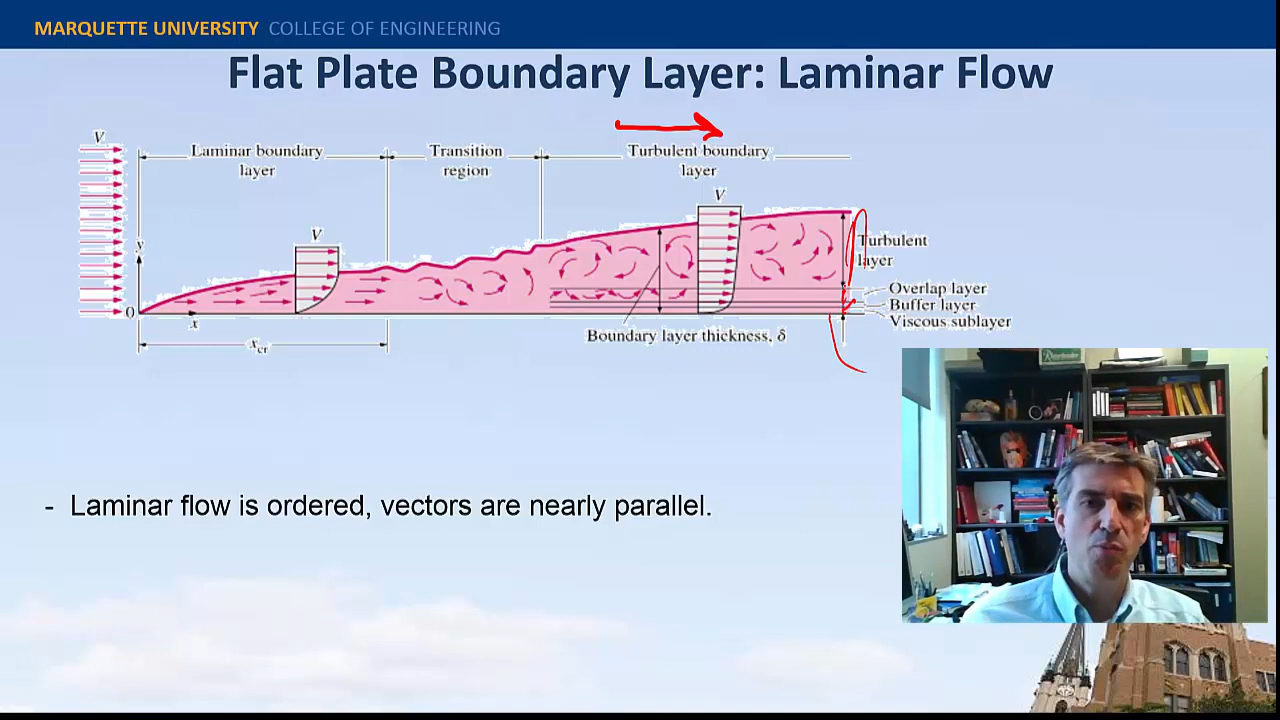 MARQUETTE UNIVERSITY COLLEGE OF ENGINEERING
Flat Plate Boundary Layer: Laminar Flow
V
Laminar boundary
layer
Transition
region
Turbulent boundary
layer
V
V
y
Turbulent
layer
Overlap layer
Buffer layer
Viscous sublayer
0
x
Boundary layer thickness, δ
xcr
- Laminar flow is ordered, vectors are nearly parallel.